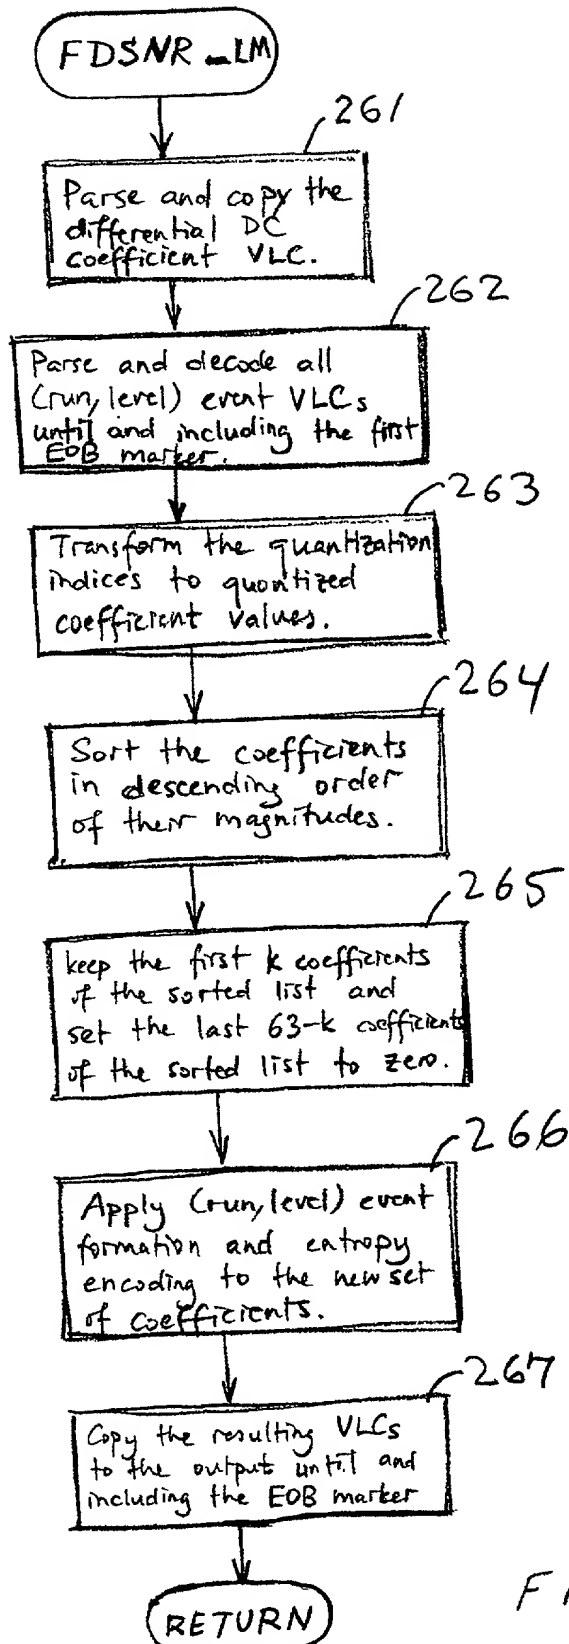 FDSNR_LM
261
Parse and copy the
differential DC
coefficient VLC.
262
Parse and decode all
(run, level) event VLCs
until and including the first
EOB marker.
263
Transform the quantization
indices to quantized
coefficient values.
264
Sort the coefficients
in descending order
of their magnitudes.
265
keep the first k coefficients
of the sorted list and
set the last 63-k coefficients
of the sorted list to zero.
266
Apply (run, level) event
formation and entropy
encoding to the new set
of coefficients.
267
Copy the resulting VLCs
to the output until and
including the EOB marker
RETURN